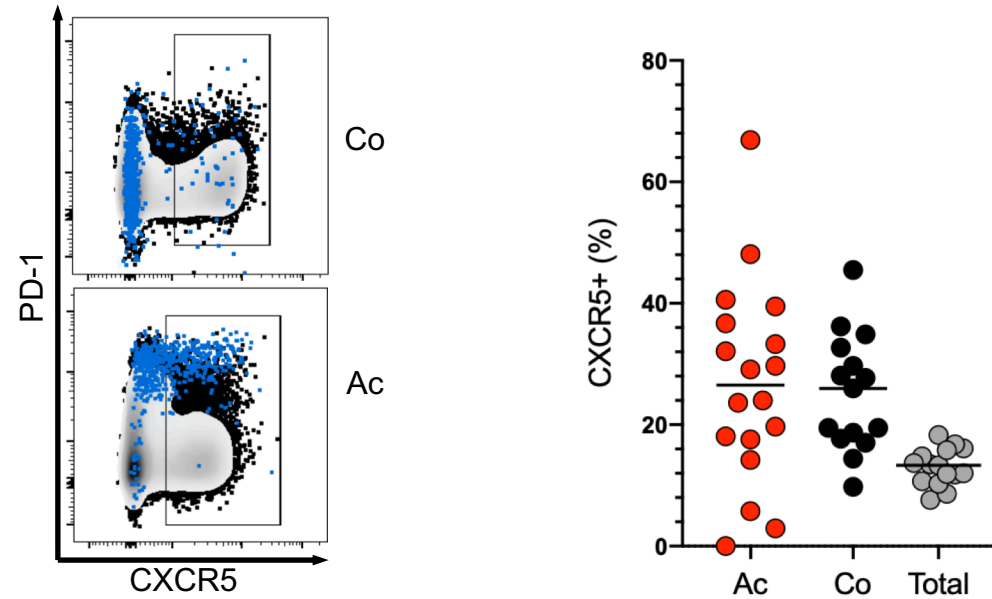 PD-1
Co
Ac
CXCR5
CXCR5+ (%)
80
60
40
20
0
Ac Co Total